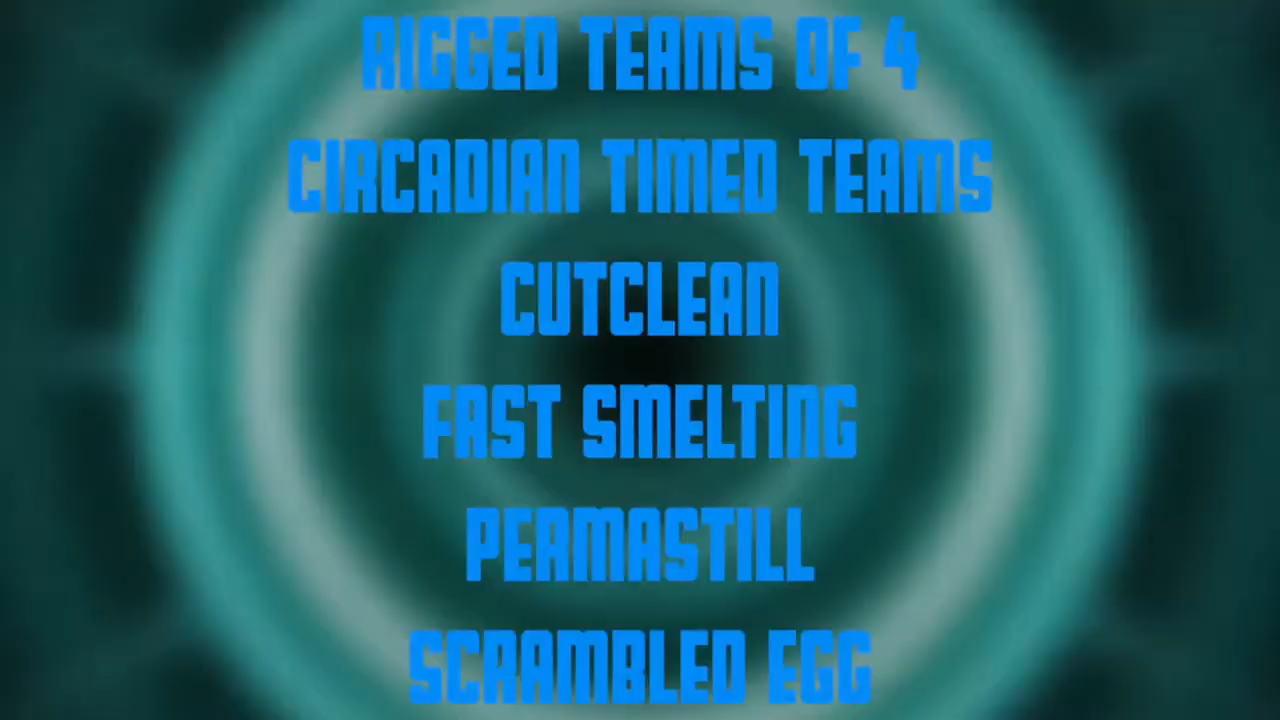 RIGGED TEAMS OF 4
CIRCADIAN TIMED TEAMS
CUTCLEAN
FAST SMELTING
PERMASTILL
SCRAMBLED EGG